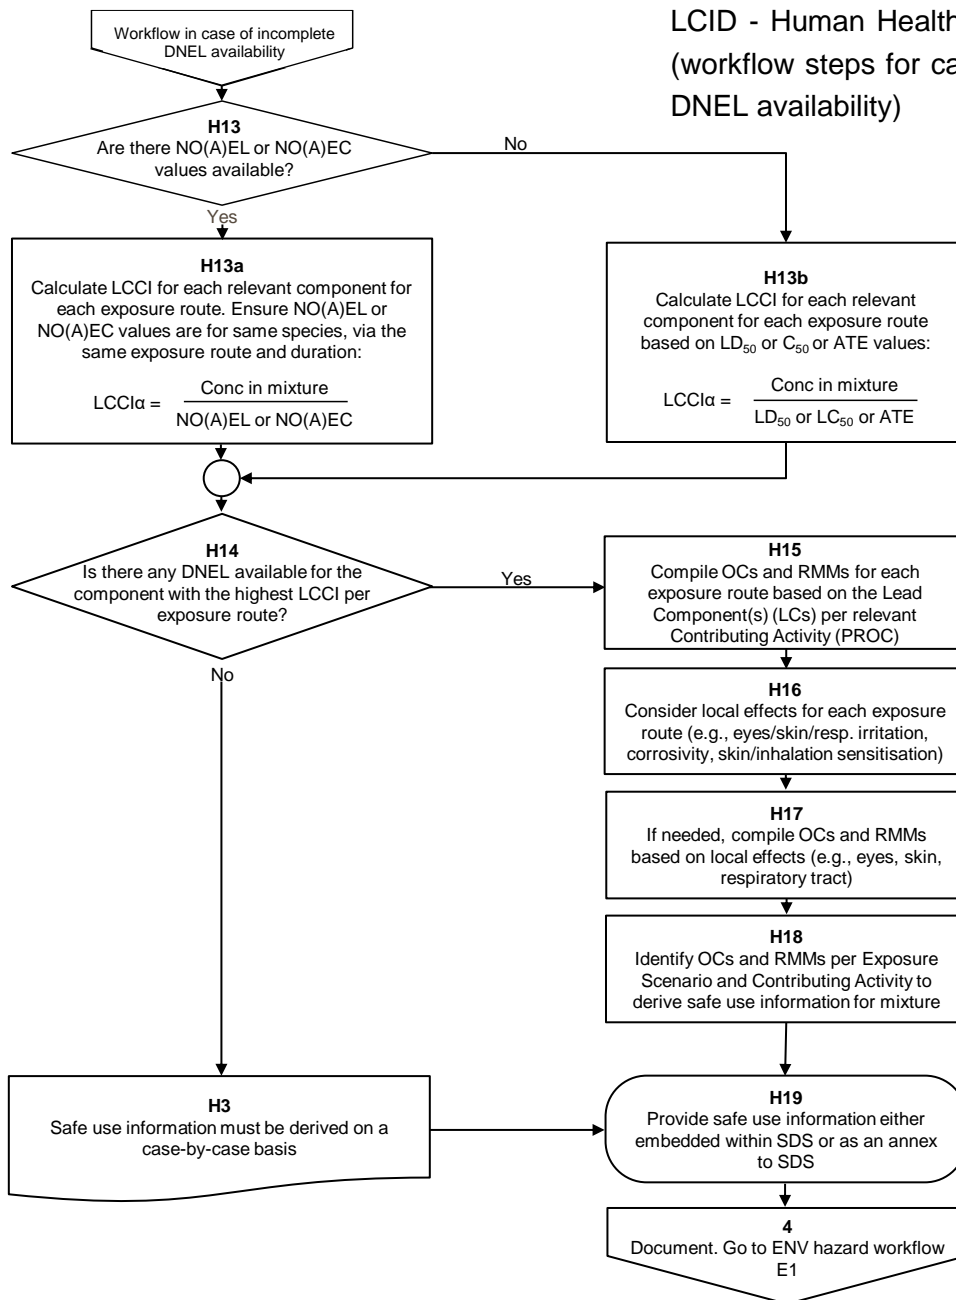 LCID - Human Health
(workflow steps for ca
DNEL availability)
Workflow in case of incomplete
DNEL availability
H13
Are there NO(A)EL or NO(A)EC
values available?
No
Yes
H13a
Calculate LCCI for each relevant component for
each exposure route. Ensure NO(A)EL or
NO(A)EC values are for same species, via the
same exposure route and duration:
LCCIα = Conc in mixture
NO(A)EL or NO(A)EC
H13b
Calculate LCCI for each relevant
component for each exposure route
based on LD50 or C50 or ATE values:
LCCIα = Conc in mixture
LD50 or LC50 or ATE
H14
Is there any DNEL available for the
component with the highest LCCI per
exposure route?
Yes
No
H15
Compile OCs and RMMs for each
exposure route based on the Lead
Component(s) (LCs) per relevant
Contributing Activity (PROC)
H16
Consider local effects for each exposure
route (e.g., eyes/skin/resp. irritation,
corrosivity, skin/inhalation sensitisation)
H17
If needed, compile OCs and RMMs
based on local effects (e.g., eyes, skin,
respiratory tract)
H18
Identify OCs and RMMs per Exposure
Scenario and Contributing Activity to
derive safe use information for mixture
H3
Safe use information must be derived on a
case-by-case basis
H19
Provide safe use information either
embedded within SDS or as an annex
to SDS
4
Document. Go to ENV hazard workflow
E1